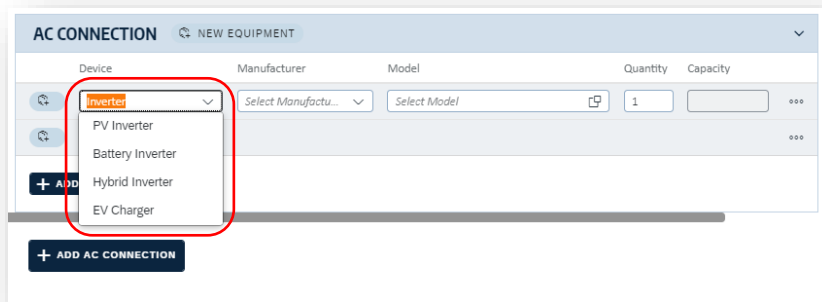 AC CONNECTION NEW EQUIPMENT
Device Manufacturer Model Quantity Capacity
Inverter Select Manufactu... Select Model 1
PV Inverter
Battery Inverter
Hybrid Inverter
+ ADD
EV Charger
+ ADD AC CONNECTION